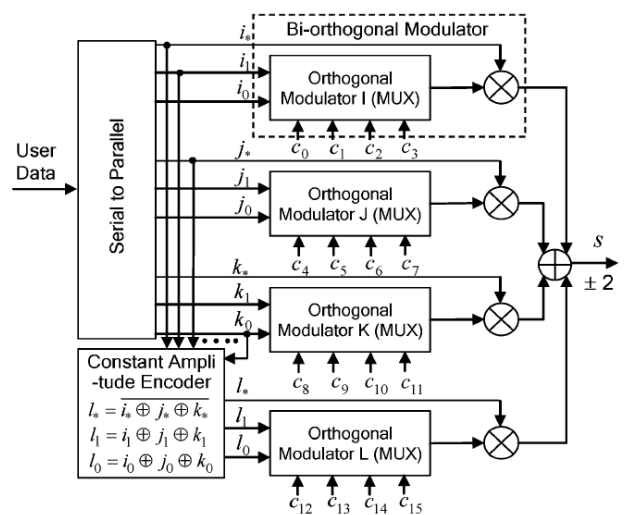 Bi-orthogonal Modulator
i* 
i₁
i₀
Orthogonal
Modulator I (MUX)
c₀ c₁ c₂ c₃
User
Data
Serial to Parallel
j*
j₁
j₀
Orthogonal
Modulator J (MUX)
c₄ c₅ c₆ c₇
s
± 2
k*
k₁
k₀
Orthogonal
Modulator K (MUX)
c₈ c₉ c₁₀ c₁₁
Constant Ampli
-tude Encoder
l* = \overline{i* ⊕ j* ⊕ k*}
l₁ = i₁ ⊕ j₁ ⊕ k₁
l₀ = i₀ ⊕ j₀ ⊕ k₀
l*
l₁
l₀
Orthogonal
Modulator L (MUX)
c₁₂ c₁₃ c₁₄ c₁₅